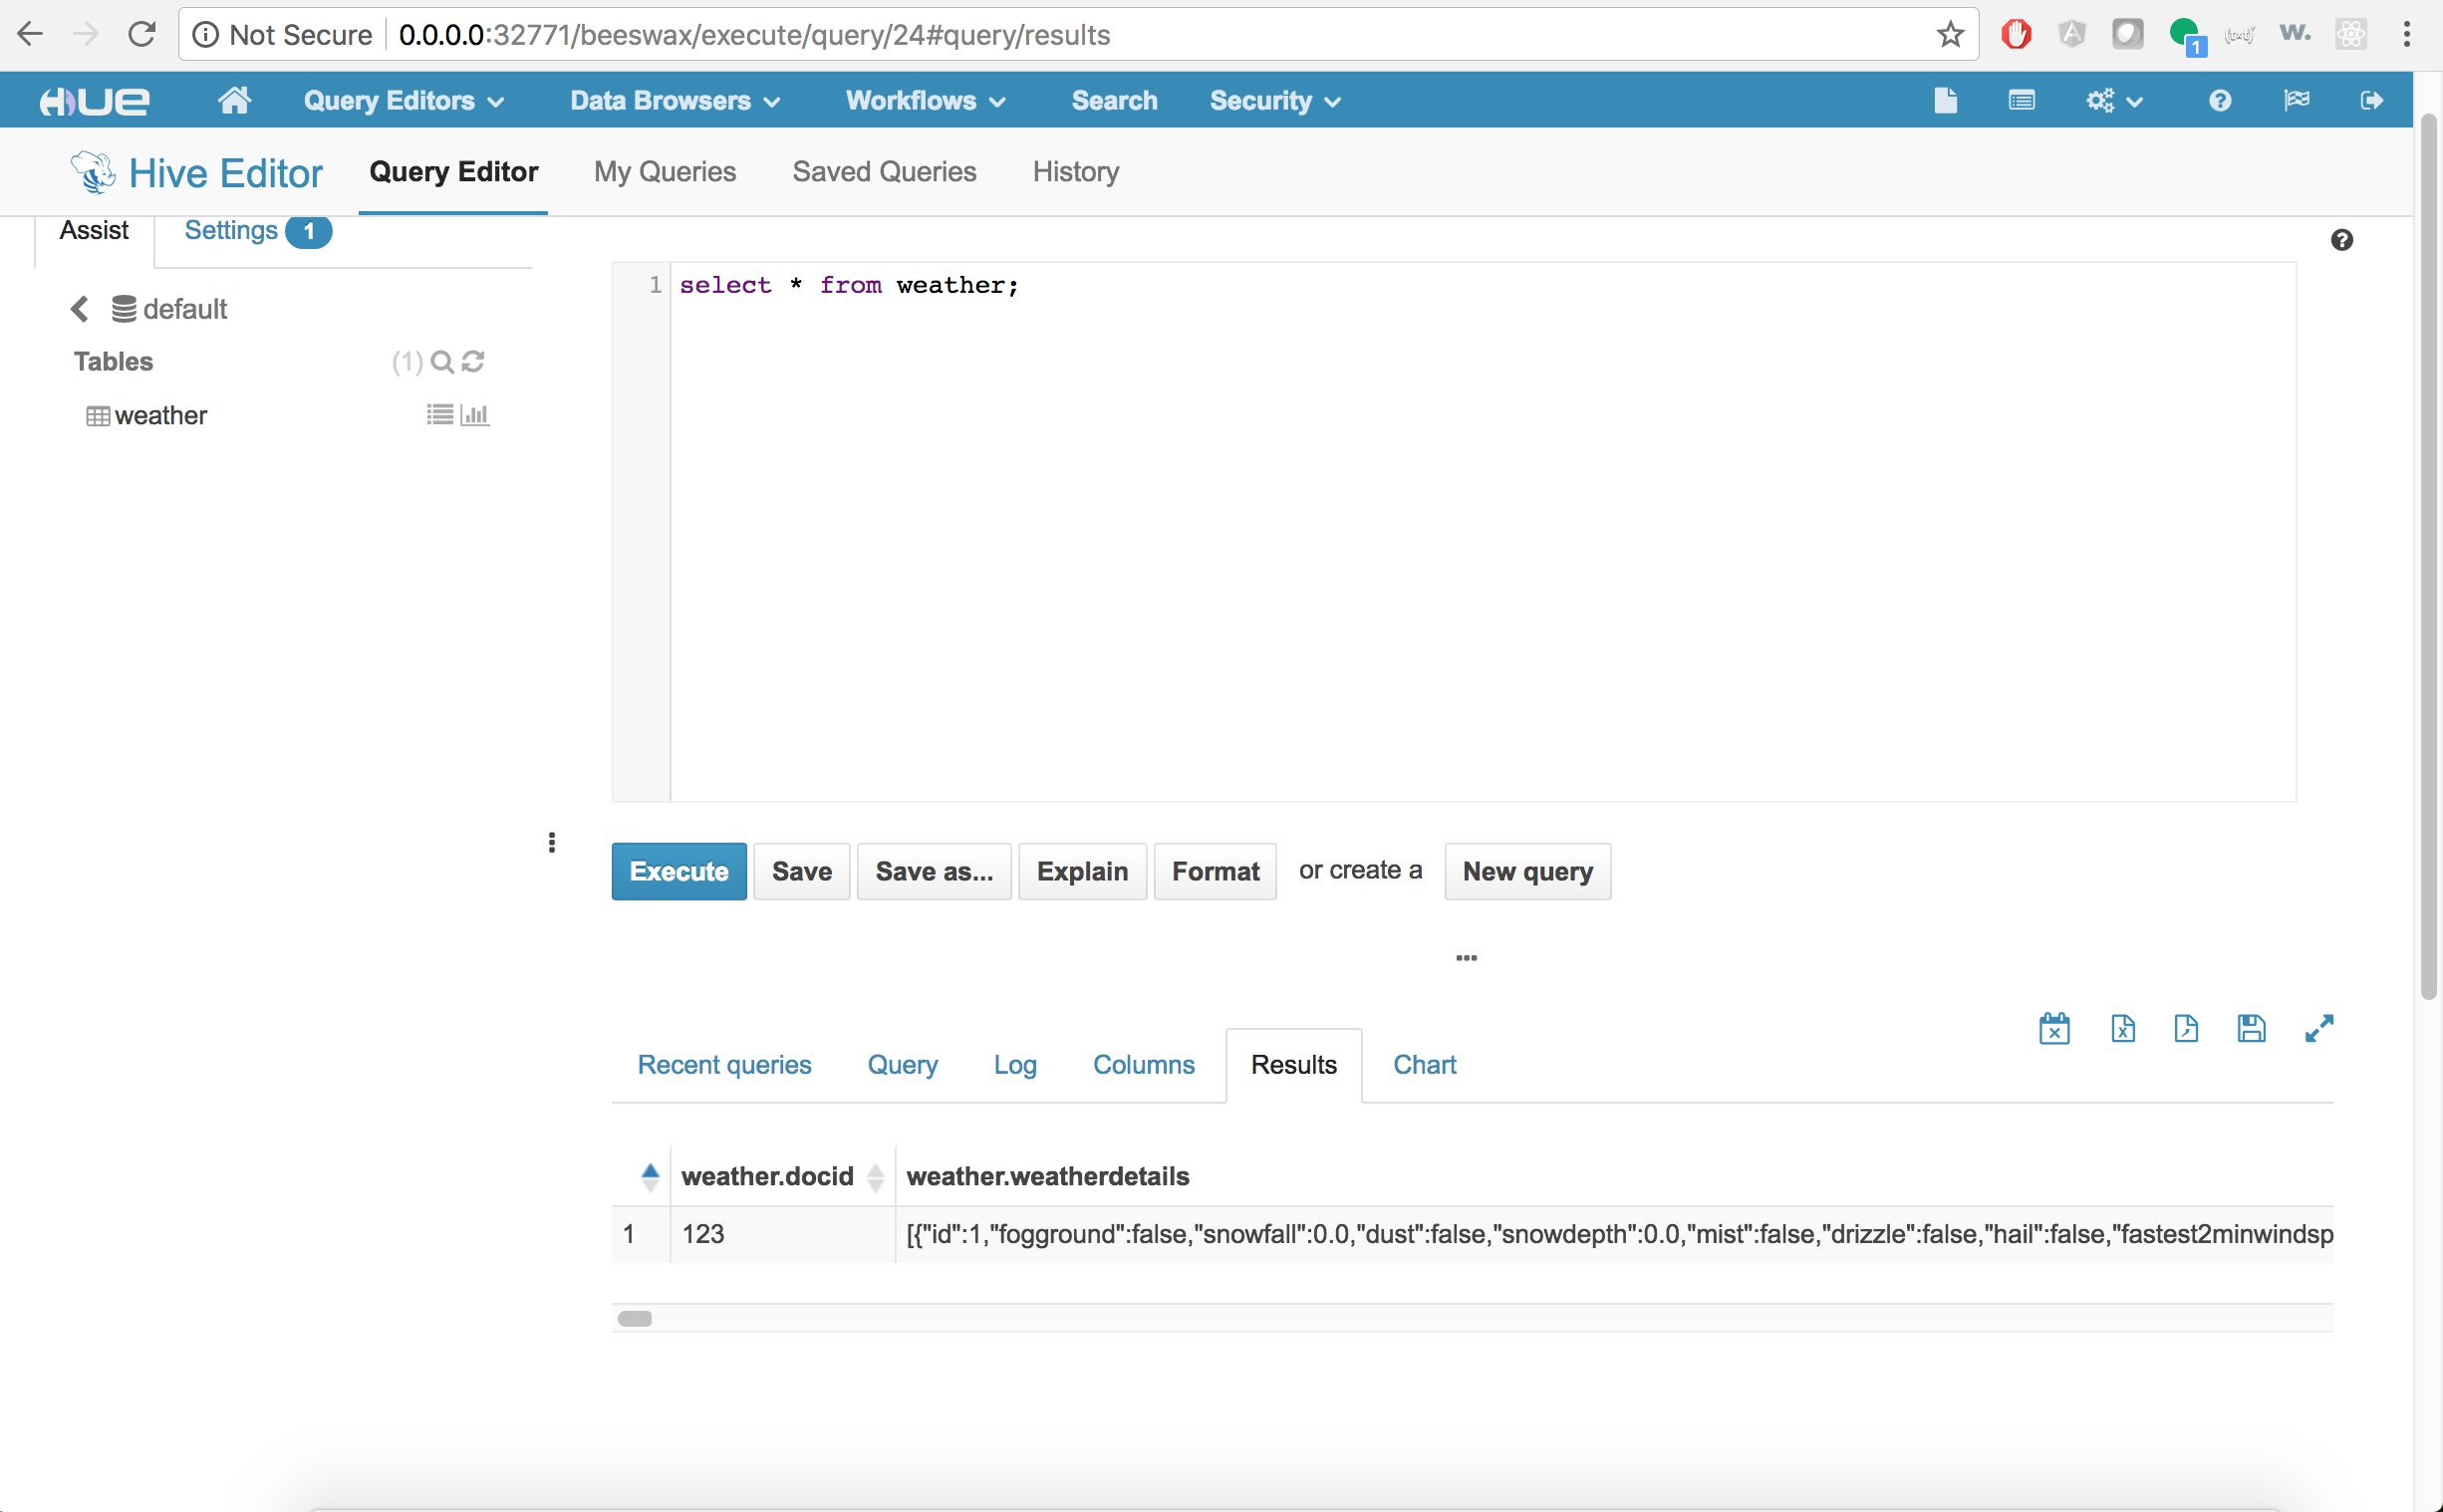 Not Secure 0.0.0.0:32771/beeswax/execute/query/24#query/results
1
W.
HUE Query Editors Data Browsers Workflows Search Security
Hive Editor Query Editor My Queries Saved Queries History
Assist Settings 1
default
Tables (1)
weather
1 select * from weather;
Execute Save Save as... Explain Format or create a New query
Recent queries Query Log Columns Results Chart
weather.docid weather.weatherdetails
1 123 [{"id":1,"fogground":false,"snowfall":0.0,"dust":false,"snowdepth":0.0,"mist":false,"drizzle":false,"hail":false,"fastest2minwindsp